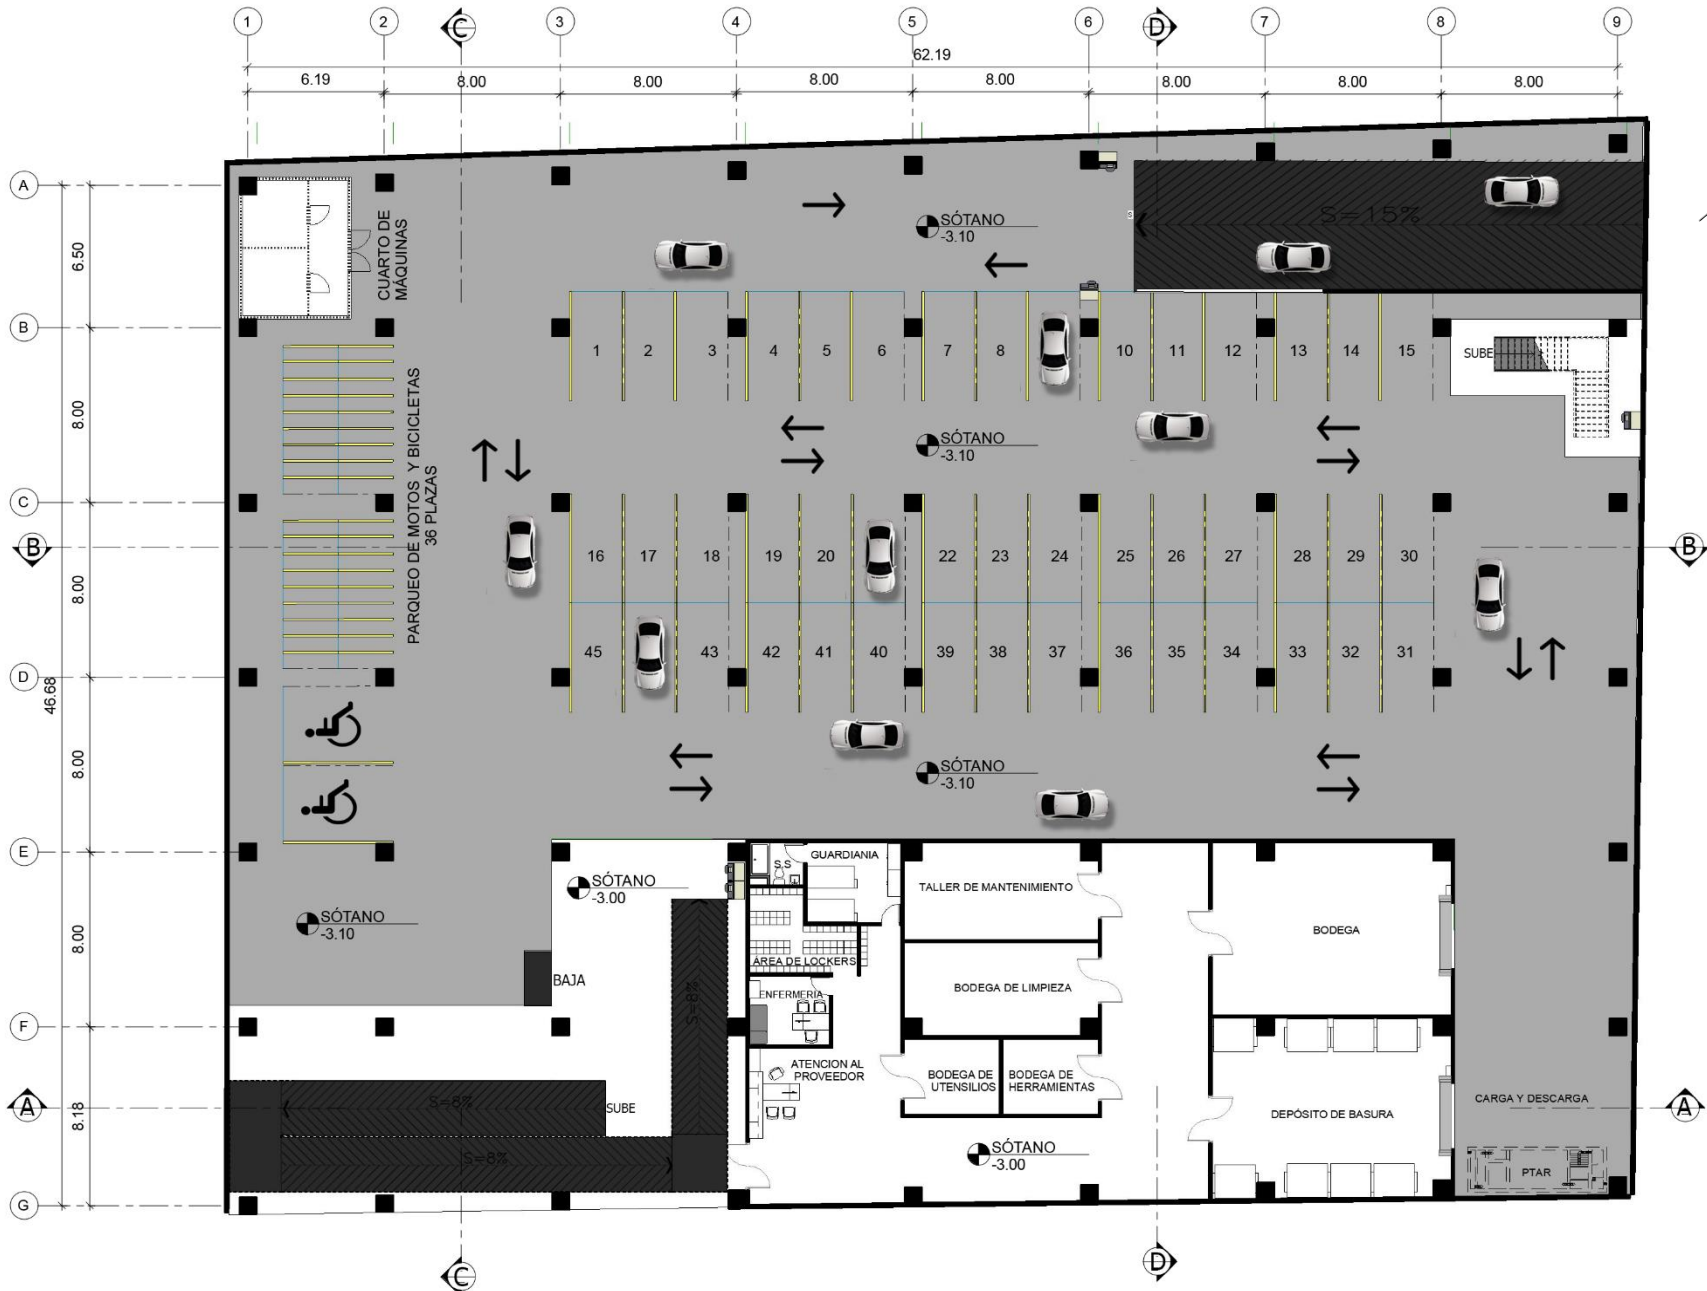 1 2 C 3 4 5 6 D 7 8 9
62.19
6.19 8.00 8.00 8.00 8.00 8.00 8.00 8.00
A
6.50
CUARTO DE
MÁQUINAS
SÓTANO
-3.10
S
S=15%
B
1 2 3 4 5 6 7 8 10 11 12 13 14 15
SUBE
8.00
PARQUEO DE MOTOS Y BICICLETAS
36 PLAZAS
SÓTANO
-3.10
C
B
16 17 18 19 20 22 23 24 25 26 27 28 29 30
B
8.00
45 43 42 41 40 39 38 37 36 35 34 33 32 31
D
46.68
8.00
SÓTANO
-3.10
E
SÓTANO
-3.00
S.S
GUARDIANIA
TALLER DE MANTENIMIENTO
SÓTANO
-3.10
BODEGA
8.00
BAJA
AREA DE LOCKERS
BODEGA DE LIMPIEZA
ENFERMERIA
S=8%
F
ATENCION AL
PROVEEDOR
BODEGA DE
UTENSILIOS
BODEGA DE
HERRAMIENTAS
A
8.18
S=8%
SUBE
DEPÓSITO DE BASURA
CARGA Y DESCARGA
A
S=8%
SÓTANO
-3.00
PTAR
G
C
D